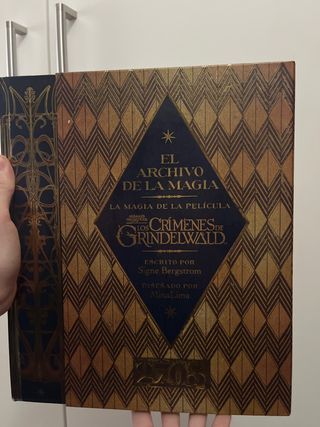 EL
ARCHIVO
DE LA MAGIA
LA MAGIA DE LA PELÍCULA
LOS CRÍMENES DE
GRINDELWALD
ESCRITO POR
Signe Bergstrom
DISEÑADO POR
MinaLima